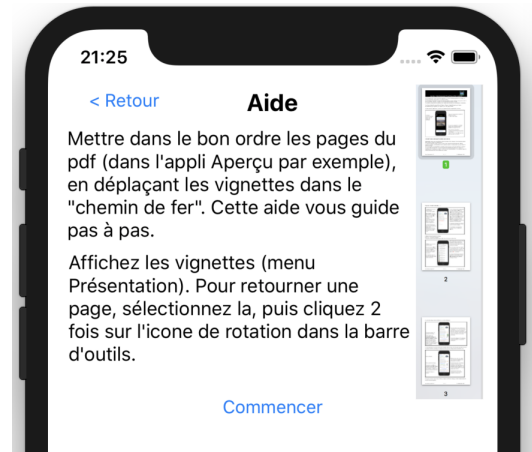 21:25
< Retour
Aide
Mettre dans le bon ordre les pages du
pdf (dans l'appli Aperçu par exemple),
en déplaçant les vignettes dans le
"chemin de fer". Cette aide vous guide
pas à pas.
Affichez les vignettes (menu
Présentation). Pour retourner une
page, sélectionnez la, puis cliquez 2
fois sur l'icone de rotation dans la barre
d'outils.
Commencer
1
2
3